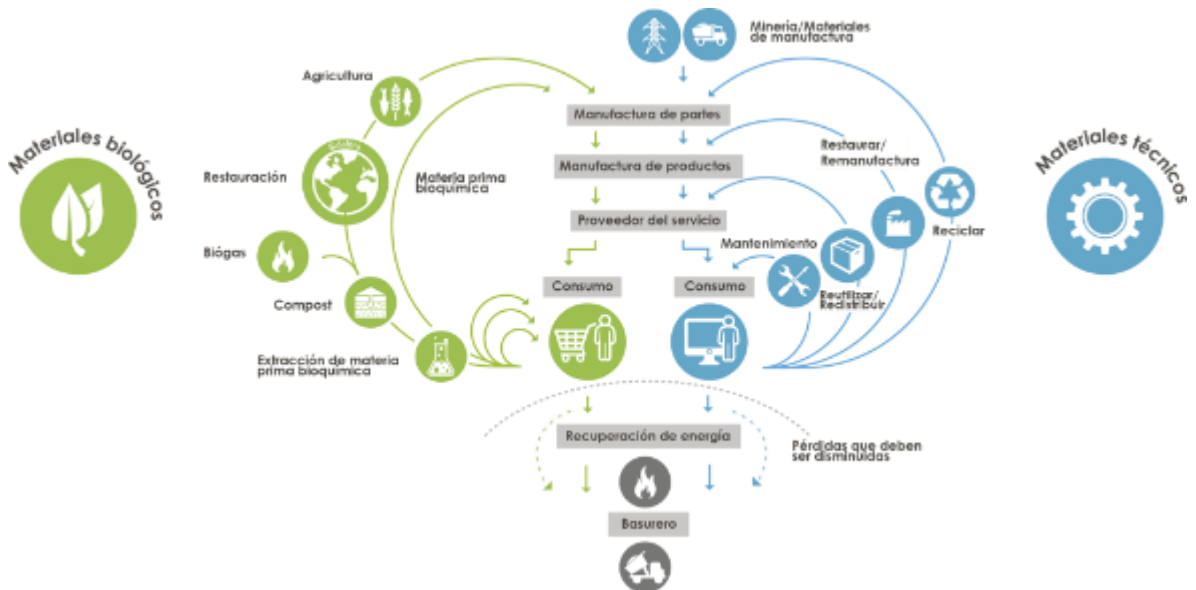 Minería/Materiales
de manufactura
Agricultura
Manufactura de partes
Materiales biológicos
Restauración
Biósfera
Materia prima
bioquímica
Manufactura de productos
Restaurar/
Remanufactura
Materiales técnicos
Proveedor del servicio
Reciclar
Mantenimiento
Biógas
Consumo
Consumo
Reutilizar/
Redistribuir
Compost
Extracción de materia
prima bioquímica
Recuperación de energía
Pérdidas que deben
ser disminuidas
Basurero